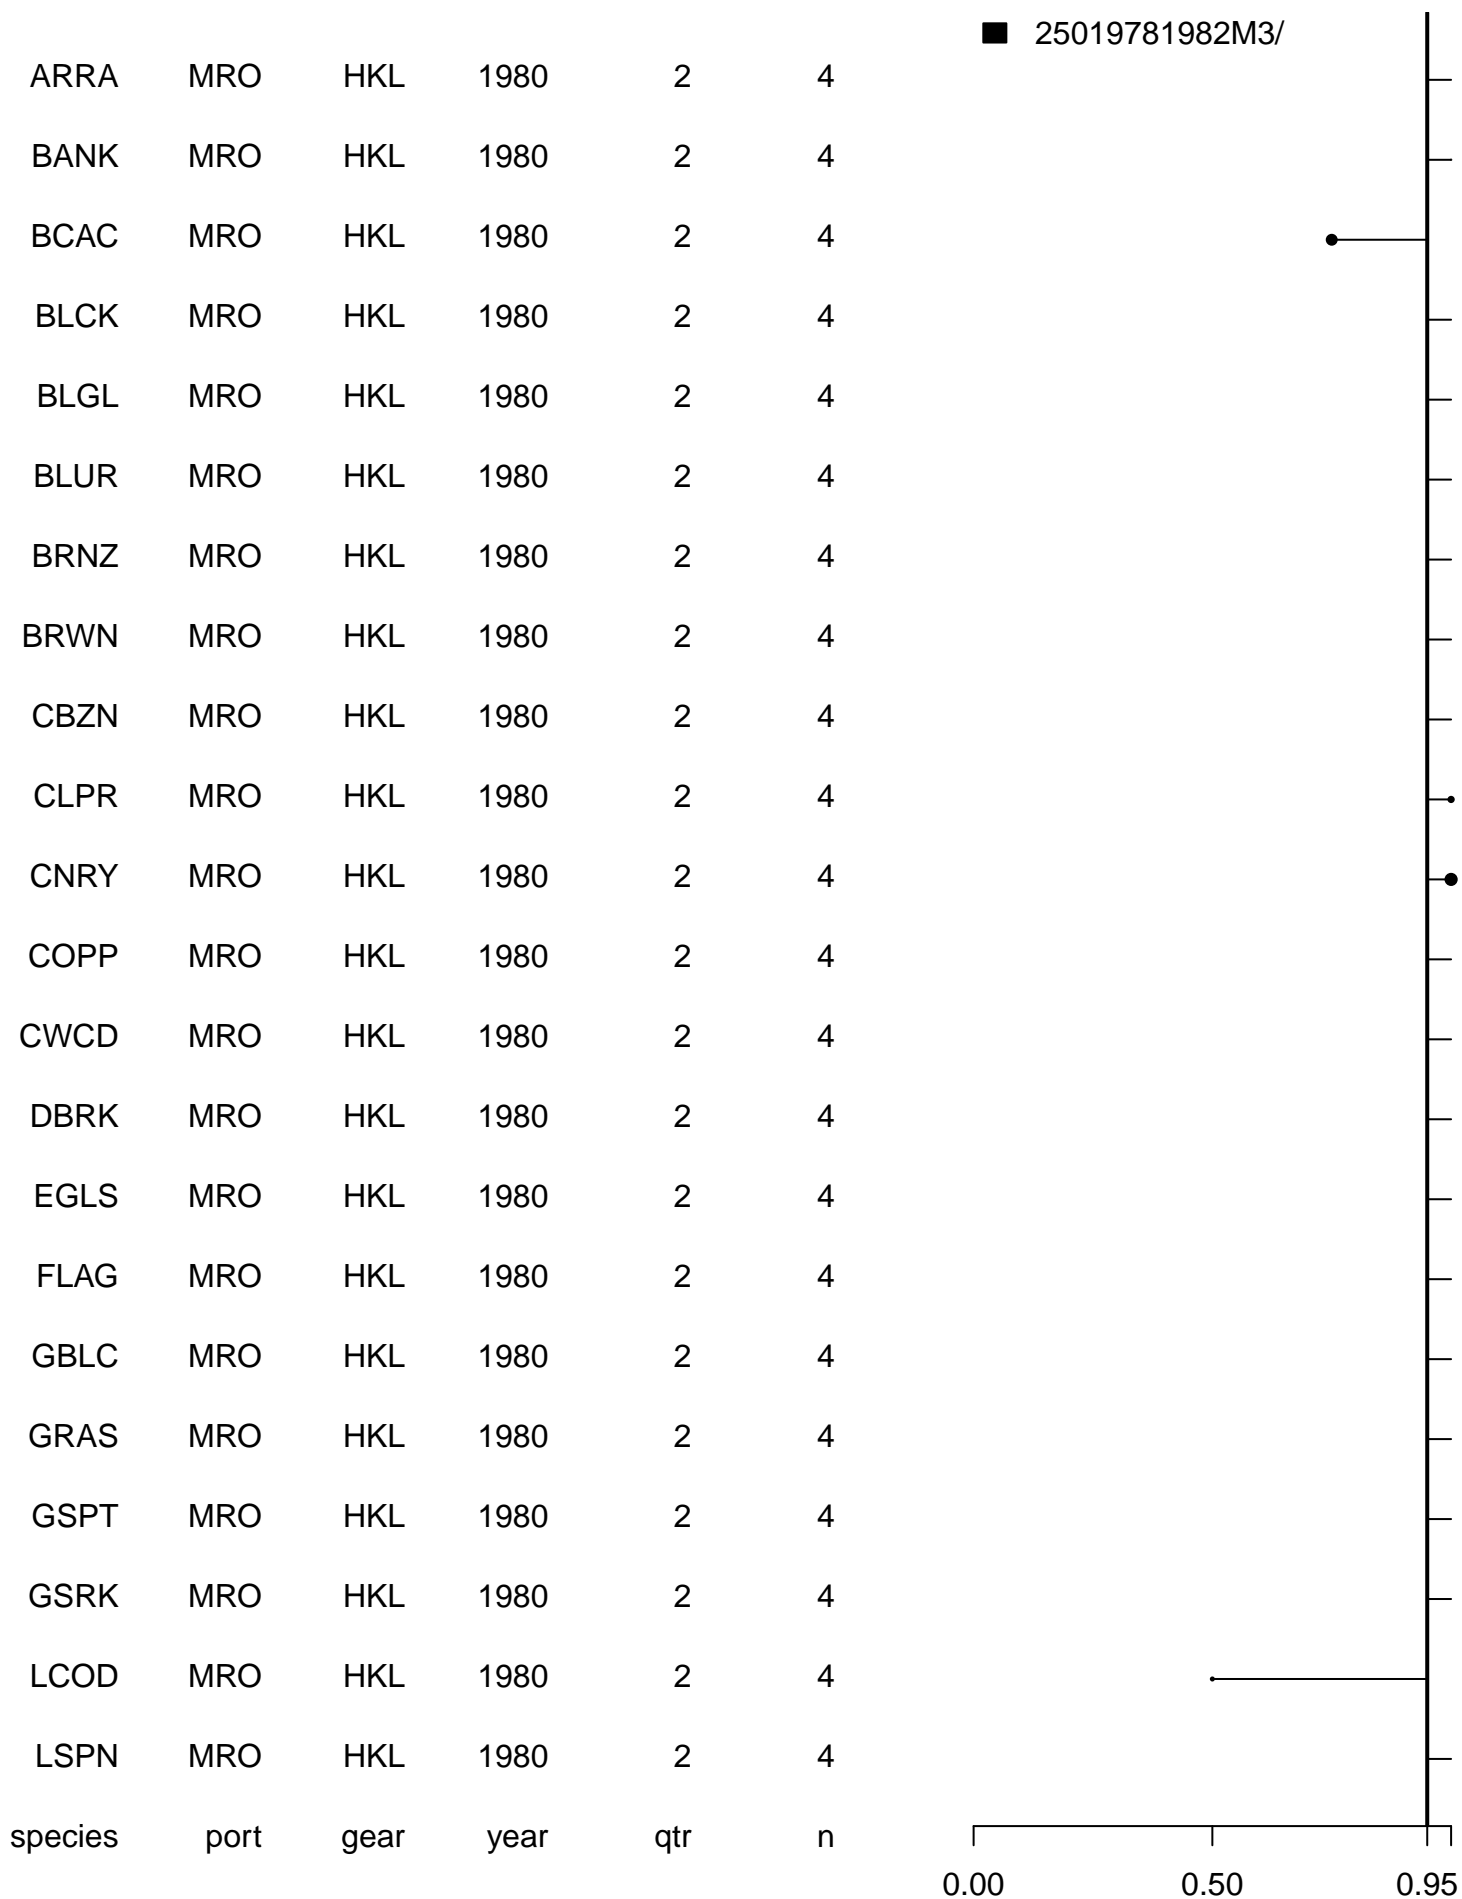 25019781982M3/
ARRA MRO HKL 1980 2 4
BANK MRO HKL 1980 2 4
BCAC MRO HKL 1980 2 4
BLCK MRO HKL 1980 2 4
BLGL MRO HKL 1980 2 4
BLUR MRO HKL 1980 2 4
BRNZ MRO HKL 1980 2 4
BRWN MRO HKL 1980 2 4
CBZN MRO HKL 1980 2 4
CLPR MRO HKL 1980 2 4
CNRY MRO HKL 1980 2 4
COPP MRO HKL 1980 2 4
CWCD MRO HKL 1980 2 4
DBRK MRO HKL 1980 2 4
EGLS MRO HKL 1980 2 4
FLAG MRO HKL 1980 2 4
GBLC MRO HKL 1980 2 4
GRAS MRO HKL 1980 2 4
GSPT MRO HKL 1980 2 4
GSRK MRO HKL 1980 2 4
LCOD MRO HKL 1980 2 4
LSPN MRO HKL 1980 2 4
species port gear year qtr n
0.00 0.50 0.95